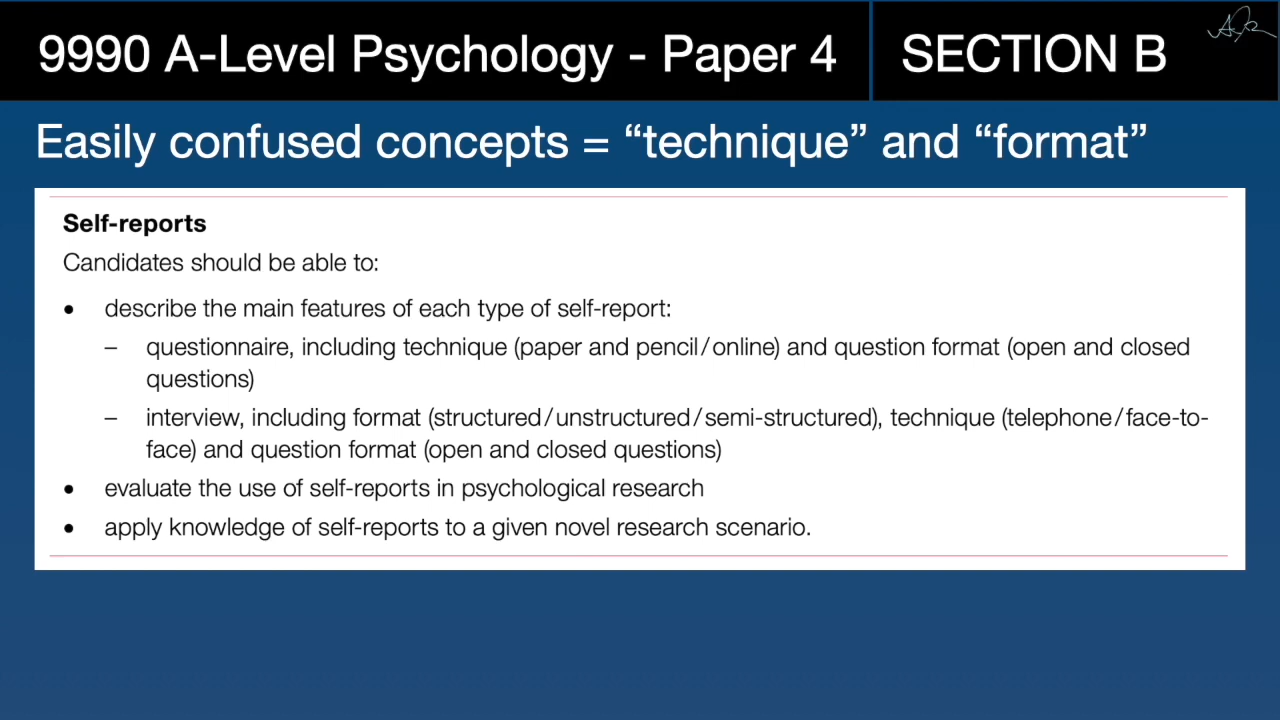 9990 A-Level Psychology - Paper 4
SECTION B
Easily confused concepts = “technique” and “format”
Self-reports
Candidates should be able to:
• describe the main features of each type of self-report:
– questionnaire, including technique (paper and pencil/online) and question format (open and closed
questions)
– interview, including format (structured/unstructured/semi-structured), technique (telephone/face-to-
face) and question format (open and closed questions)
• evaluate the use of self-reports in psychological research
• apply knowledge of self-reports to a given novel research scenario.